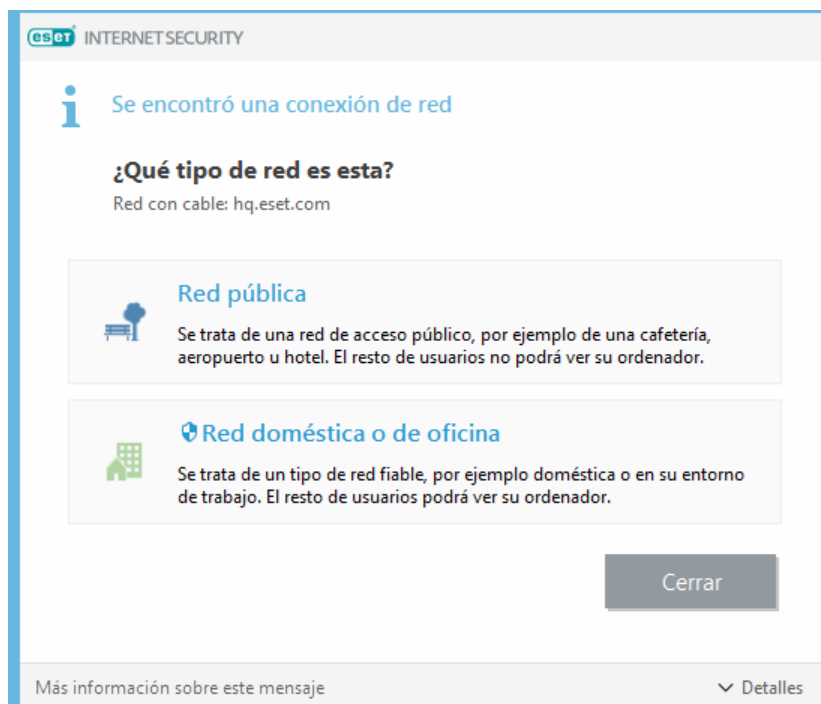 eset INTERNET SECURITY
Se encontró una conexión de red
¿Qué tipo de red es esta?
Red con cable: hq.eset.com
Red pública
Se trata de una red de acceso público, por ejemplo de una cafetería,
aeropuerto u hotel. El resto de usuarios no podrá ver su ordenador.
Red doméstica o de oficina
Se trata de un tipo de red fiable, por ejemplo doméstica o en su entorno
de trabajo. El resto de usuarios podrá ver su ordenador.
Cerrar
Más información sobre este mensaje
Detalles